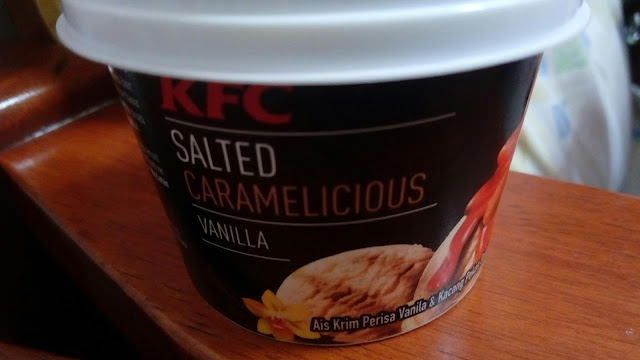 KFC
SALTED
CARAMELICIOUS
VANILLA
Ais Krim Perisa Vanila & Kacang